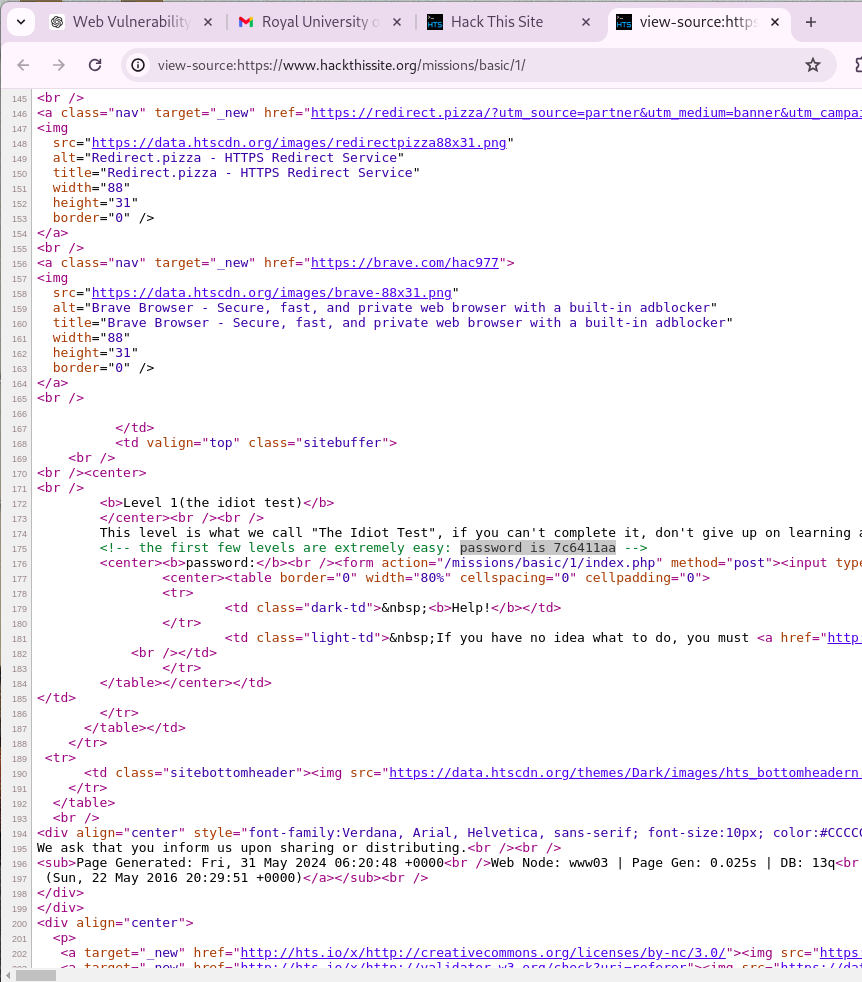 Web Vulnerability
Royal University o
Hack This Site
view-source:https
view-source:https://www.hackthissite.org/missions/basic/1/
145 <br />
146 <a class="nav" target="_new" href="https://redirect.pizza/?utm_source=partner&utm_medium=banner&utm_campai
147 <img
148 src="https://data.htscdn.org/images/redirectpizza88x31.png"
149 alt="Redirect.pizza - HTTPS Redirect Service"
150 title="Redirect.pizza - HTTPS Redirect Service"
151 width="88"
152 height="31"
153 border="0" />
154 </a>
155 <br />
156 <a class="nav" target="_new" href="https://brave.com/hac977">
157 <img
158 src="https://data.htscdn.org/images/brave-88x31.png"
159 alt="Brave Browser - Secure, fast, and private web browser with a built-in adblocker"
160 title="Brave Browser - Secure, fast, and private web browser with a built-in adblocker"
161 width="88"
162 height="31"
163 border="0" />
164 </a>
165 <br />
166
167 </td>
168 <td valign="top" class="sitebuffer">
169 <br />
170 <br /><center>
171 <br />
172 <b>Level 1(the idiot test)</b>
173 </center><br /><br />
174 This level is what we call "The Idiot Test", if you can't complete it, don't give up on learning a
175 <!-- the first few levels are extremely easy: password is 7c6411aa -->
176 <center><b>password:</b><br /><form action="/missions/basic/1/index.php" method="post"><input type
177 <center><table border="0" width="80%" cellspacing="0" cellpadding="0">
178 <tr>
179 <td class="dark-td">&nbsp;<b>Help!</b></td>
180 </tr>
181 <td class="light-td">&nbsp;If you have no idea what to do, you must <a href="http
182 <br /></td>
183 </tr>
184 </table></center></td>
185 </td>
186 </tr>
187 </table></td>
188 </tr>
189 <tr>
190 <td class="sitebottomheader"><img src="https://data.htscdn.org/themes/Dark/images/hts_bottomheadern.
191 </tr>
192 </table>
193 <br />
194 <div align="center" style="font-family:Verdana, Arial, Helvetica, sans-serif; font-size:10px; color:#CCCCC
195 We ask that you inform us upon sharing or distributing.<br /><br />
196 <sub>Page Generated: Fri, 31 May 2024 06:20:48 +0000<br />Web Node: www03 | Page Gen: 0.025s | DB: 13q<br
197 (Sun, 22 May 2016 20:29:51 +0000)</a></sub><br />
198 </div>
199 </div>
200 <div align="center">
201 <p>
202 <a target="_new" href="http://hts.io/x/http://creativecommons.org/licenses/by-nc/3.0/"><img src="https
<a target="_new" href="http://hts.io/x/http://validator.w3.org/check?uri=referer"><img src="https://da